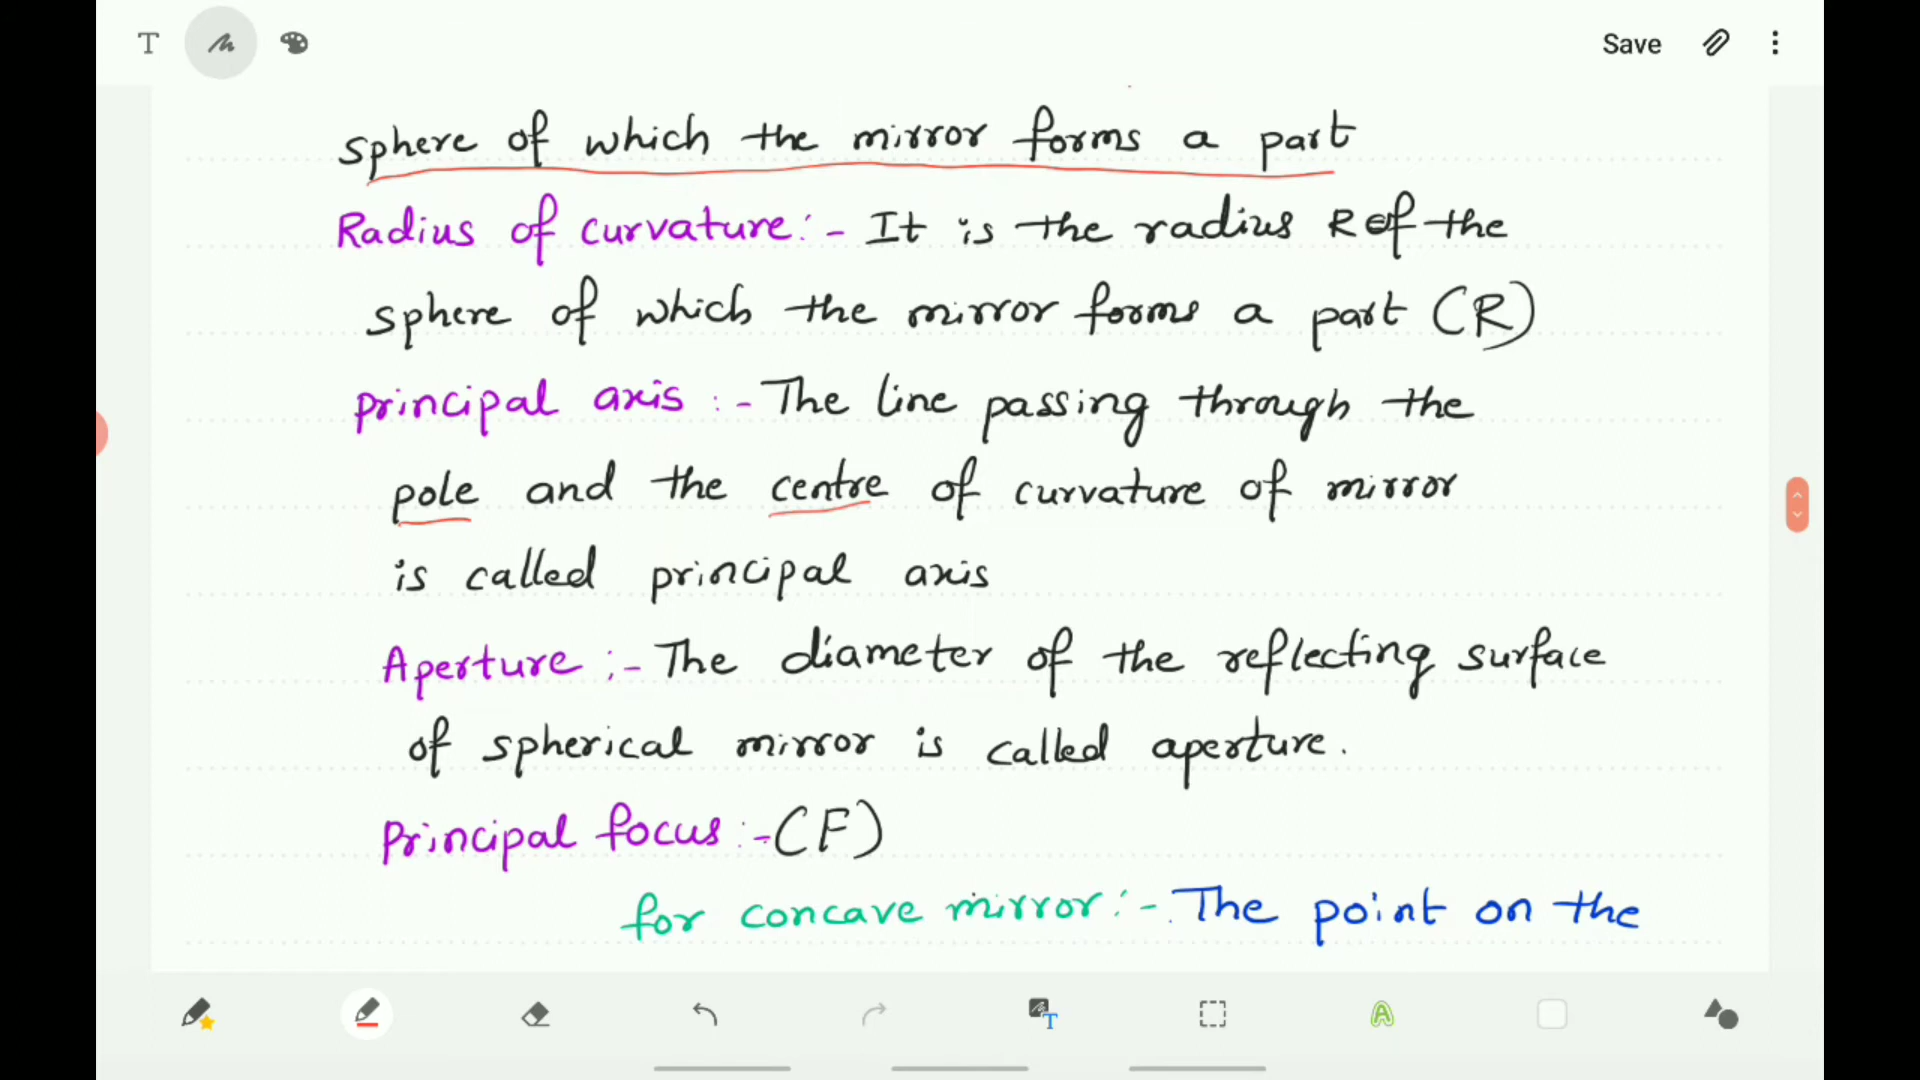 Save
sphere of which the mirror forms a part
Radius of curvature:- It is the radius R of the
sphere of which the mirror forms a part (R)
principal axis :- The line passing through the
pole and the centre of curvature of mirror
is called principal axis
Aperture :- The diameter of the reflecting surface
of spherical mirror is called aperture.
Principal focus :- (F)
for concave mirror :- The point on the